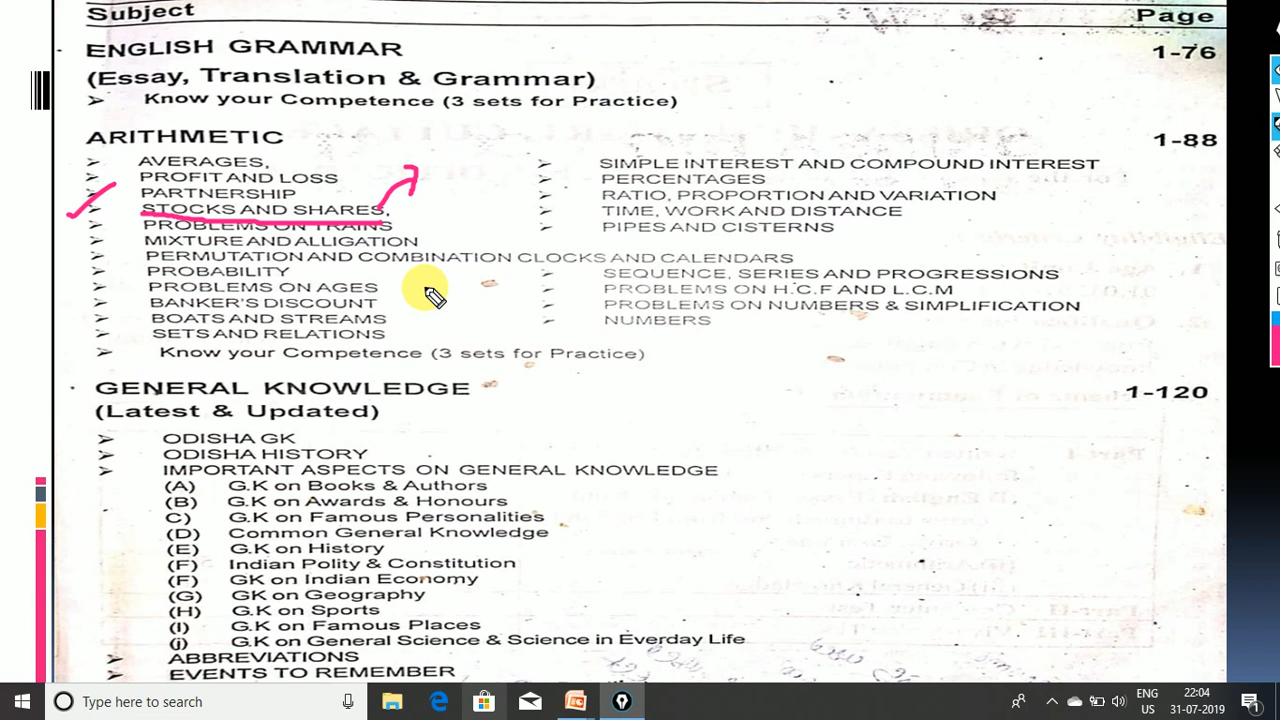 Subject Page
ENGLISH GRAMMAR 1-76
(Essay, Translation & Grammar)
➢ Know your Competence (3 sets for Practice)
ARITHMETIC 1-88
➢ AVERAGES, ➢ SIMPLE INTEREST AND COMPOUND INTEREST
➢ PROFIT AND LOSS ➢ PERCENTAGES
➢ PARTNERSHIP ➢ RATIO, PROPORTION AND VARIATION
➢ STOCKS AND SHARES, ➢ TIME, WORK AND DISTANCE
➢ PROBLEMS ON TRAINS ➢ PIPES AND CISTERNS
➢ MIXTURE AND ALLIGATION
➢ PERMUTATION AND COMBINATION CLOCKS AND CALENDARS
➢ PROBABILITY ➢ SEQUENCE, SERIES AND PROGRESSIONS
➢ PROBLEMS ON AGES ➢ PROBLEMS ON H.C.F AND L.C.M
➢ BANKER'S DISCOUNT ➢ PROBLEMS ON NUMBERS & SIMPLIFICATION
➢ BOATS AND STREAMS ➢ NUMBERS
➢ SETS AND RELATIONS
➢ Know your Competence (3 sets for Practice)
GENERAL KNOWLEDGE 1-120
(Latest & Updated)
➢ ODISHA GK
➢ ODISHA HISTORY
➢ IMPORTANT ASPECTS ON GENERAL KNOWLEDGE
(A) G.K on Books & Authors
(B) G.K on Awards & Honours
C) G.K on Famous Personalities
(D) Common General Knowledge
(E) G.K on History
(F) Indian Polity & Constitution
(F) GK on Indian Economy
(G) GK on Geography
(H) G.K on Sports
(I) G.K on Famous Places
(j) G.K on General Science & Science in Everday Life
➢ ABBREVIATIONS
➢ EVENTS TO REMEMBER
Type here to search
ENG 22:04
US 31-07-2019